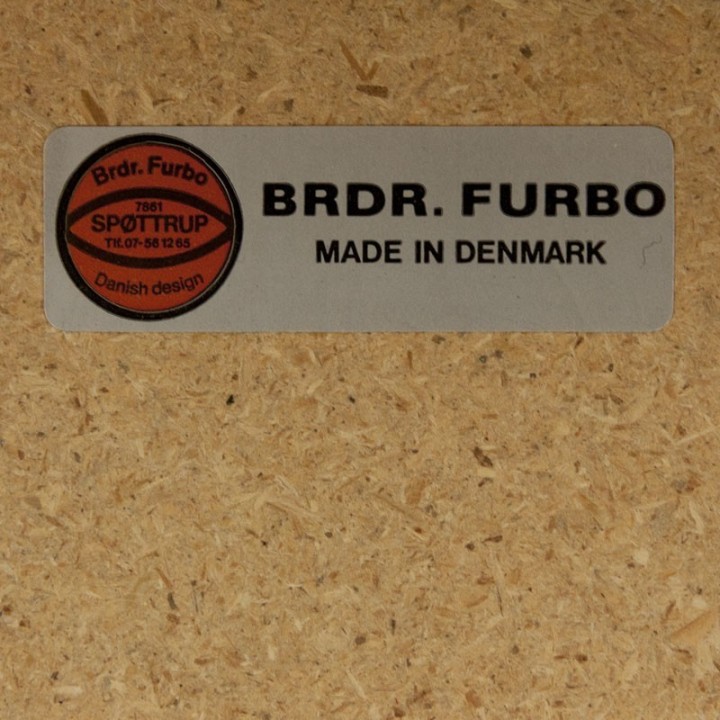 Brdr. Furbo
7861
SPØTTRUP
Tlf. 07-56 12 65
Danish design
BRDR. FURBO
MADE IN DENMARK